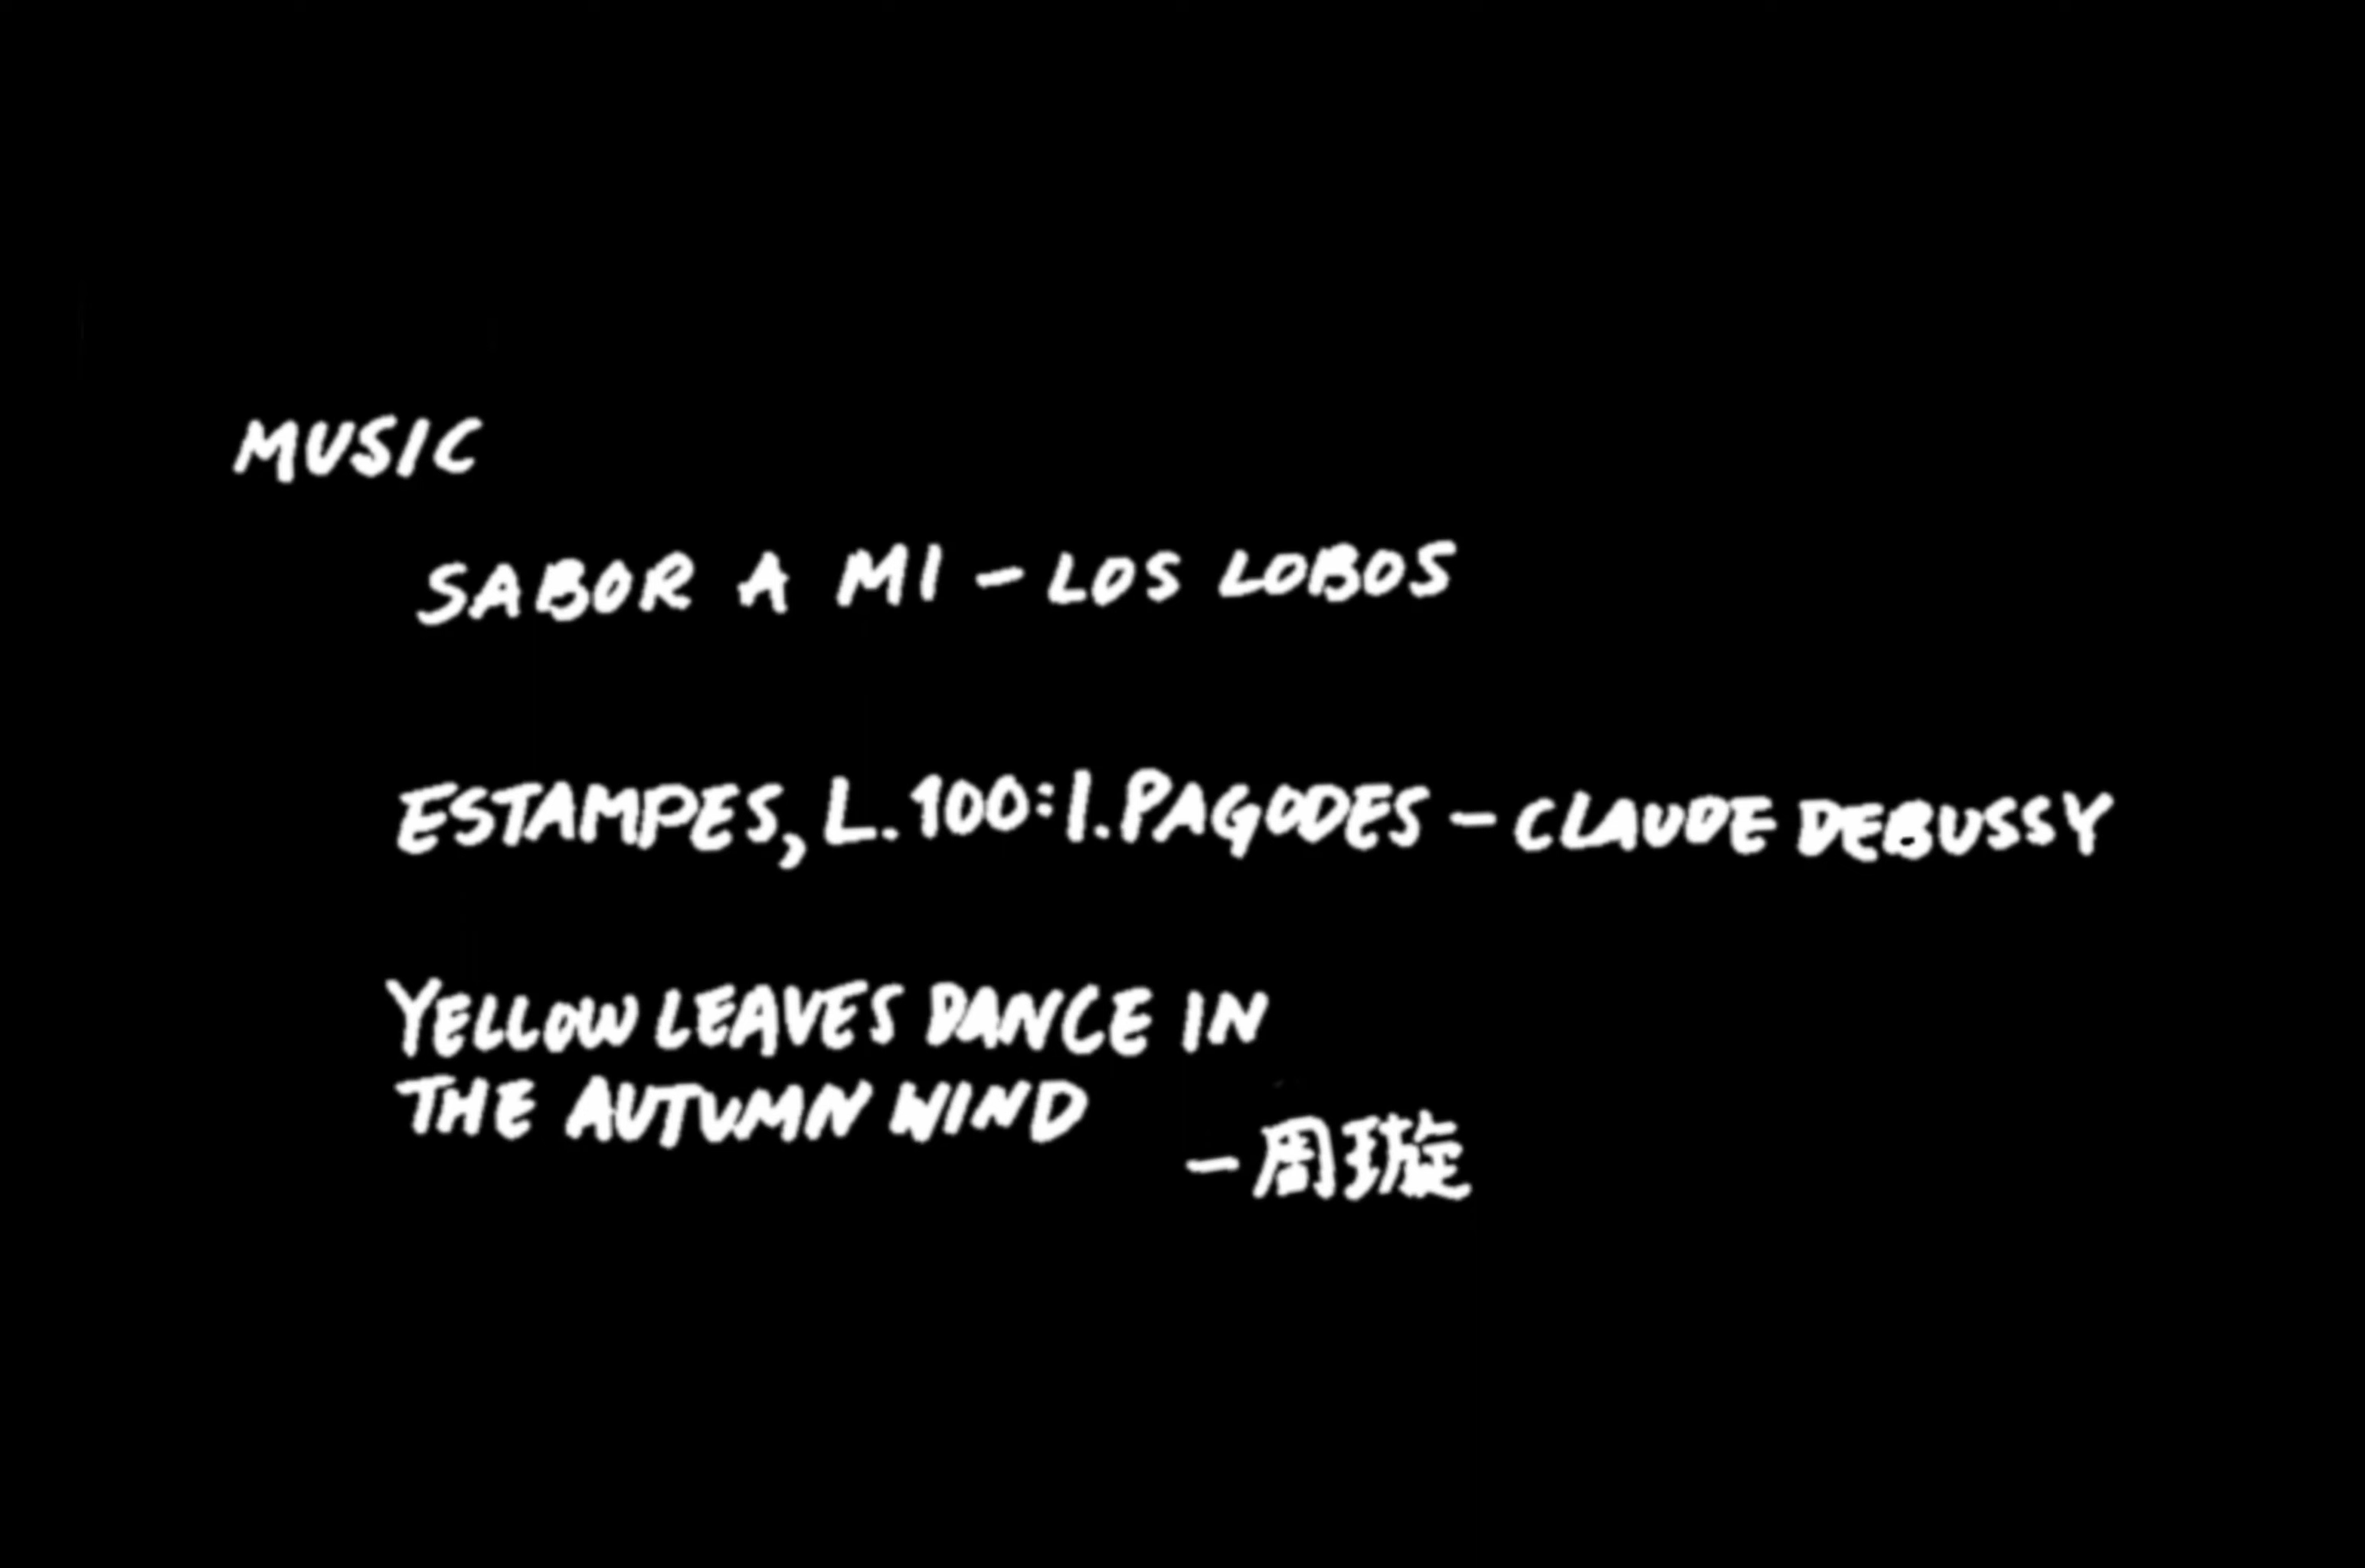 MUSIC
SABOR A MI - LOS LOBOS
ESTAMPES, L. 100: I. PAGODES - CLAUDE DEBUSSY
YELLOW LEAVES DANCE IN
THE AUTUMN WIND
- 周璇